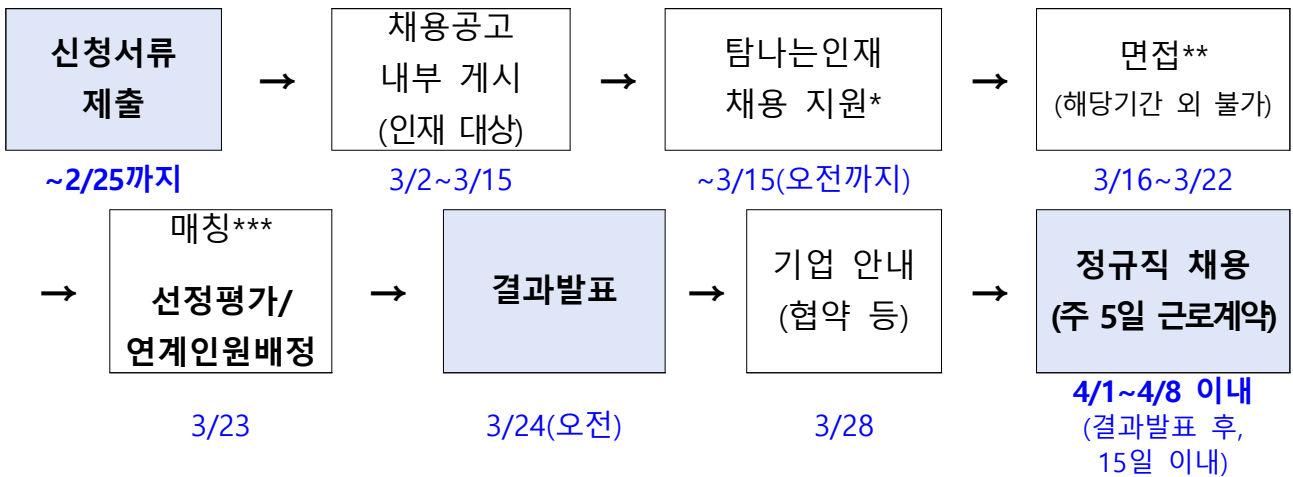 신청서류
제출
→
채용공고
내부 게시
(인재 대상)
→
탐나는인재
채용 지원*
→
면접**
(해당기간 외 불가)
~2/25까지
3/2~3/15
~3/15(오전까지)
3/16~3/22
→
매칭***
선정평가/
연계인원배정
→
결과발표
→
기업 안내
(협약 등)
→
정규직 채용
(주 5일 근로계약)
3/23
3/24(오전)
3/28
4/1~4/8 이내
(결과발표 후,
15일 이내)